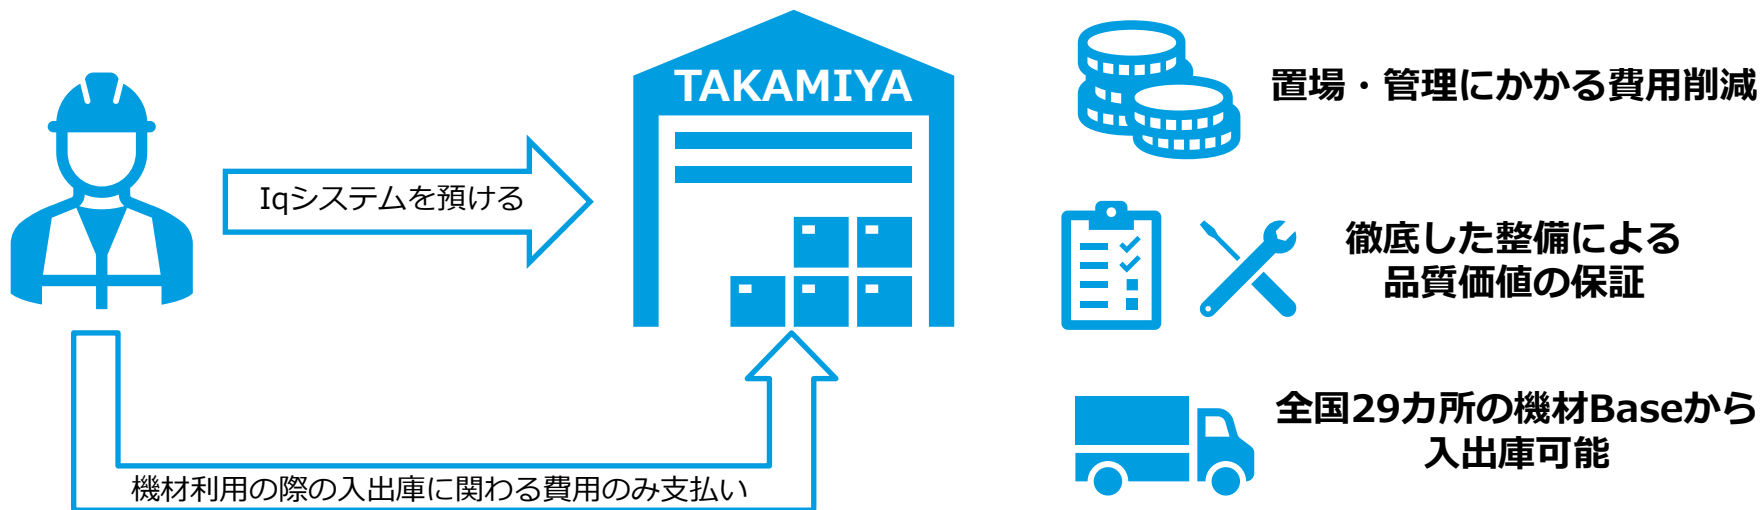 TAKAMIYA
Iqシステムを預ける
機材利用の際の入出庫に関わる費用のみ支払い
置場・管理にかかる費用削減
徹底した整備による
品質価値の保証
全国29カ所の機材Baseから
入出庫可能